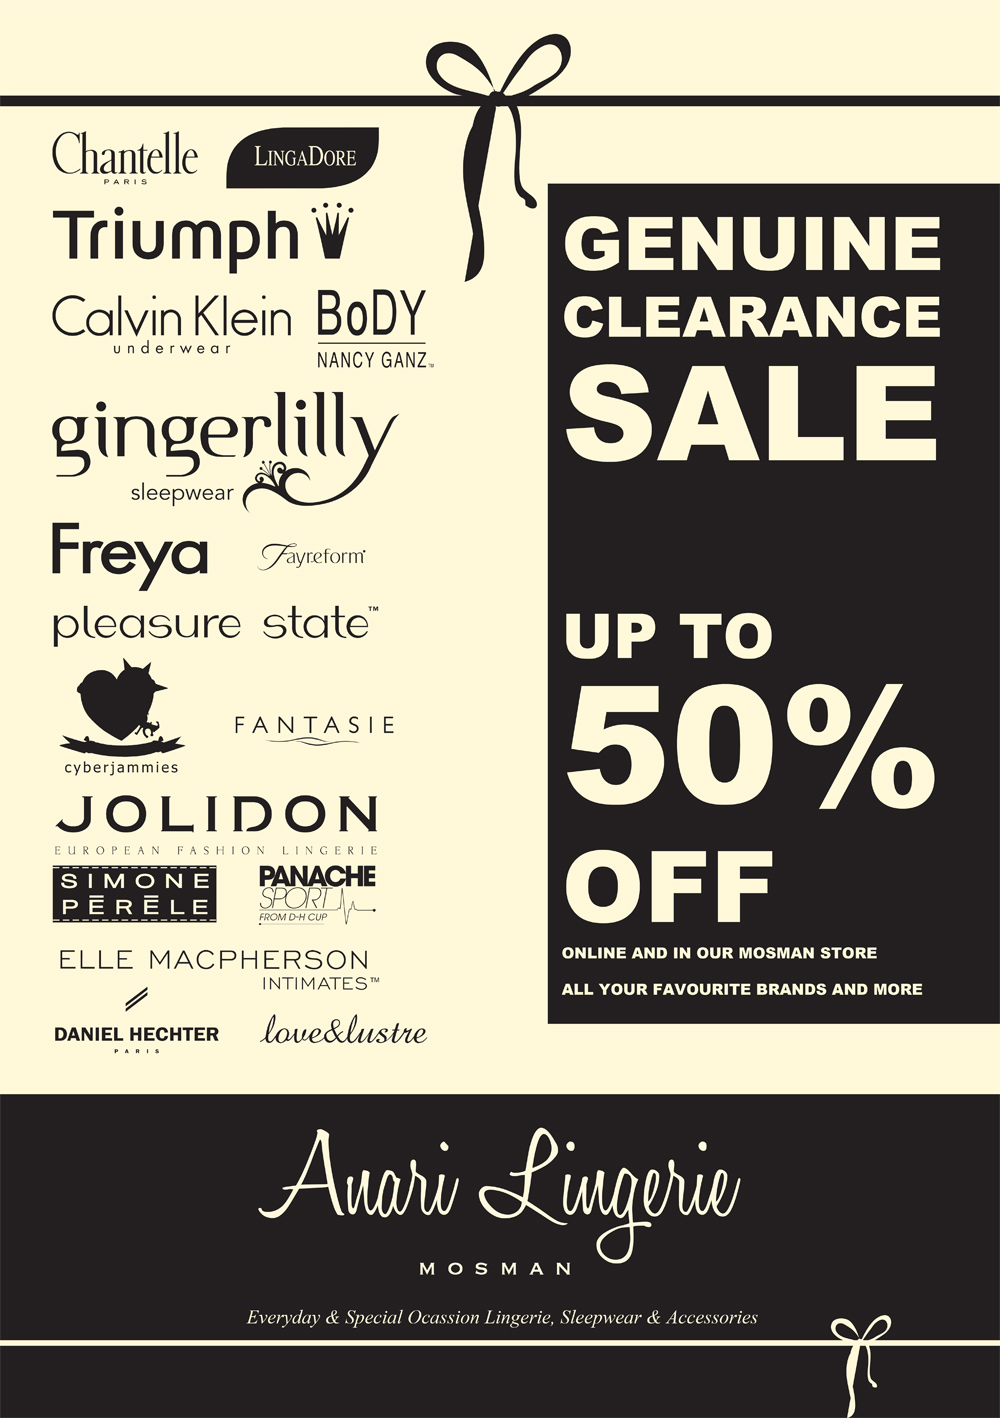 Chantelle
PARIS
LINGADORE
Triumph
Calvin Klein
underwear
BoDY
NANCY GANZ™
gingerlilly
sleepwear
Freya
Fayreform
pleasure state™
cyberjammies
FANTASIE
JOLIDON
EUROPEAN FASHION LINGERIE
SIMONE
PĒRĒLE
PANACHE
SPORT
FROM D-H CUP
ELLE MACPHERSON
INTIMATES™
DANIEL HECHTER
PARIS
love&lustre
GENUINE
CLEARANCE
SALE
UP TO
50%
OFF
ONLINE AND IN OUR MOSMAN STORE
ALL YOUR FAVOURITE BRANDS AND MORE
Anari Lingerie
MOSMAN
Everyday & Special Ocassion Lingerie, Sleepwear & Accessories